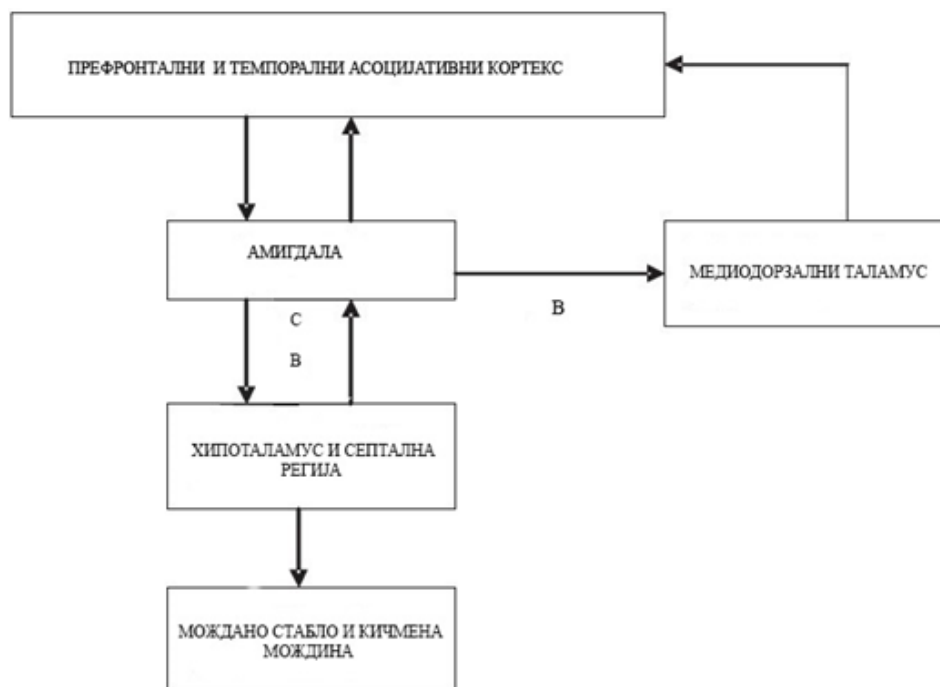 ПРЕФРОНТАЛНИ И ТЕМПОРАЛНИ АСОЦИЈАТИВНИ КОРТЕКС
АМИГДАЛА
МЕДИОДОРЗАЛНИ ТАЛАМУС
С
В
В
ХИПОТАЛАМУС И СЕПТАЛНА
РЕГИЈА
МОЖДАНО СТАБЛО И КИЧМЕНА
МОЖДИНА